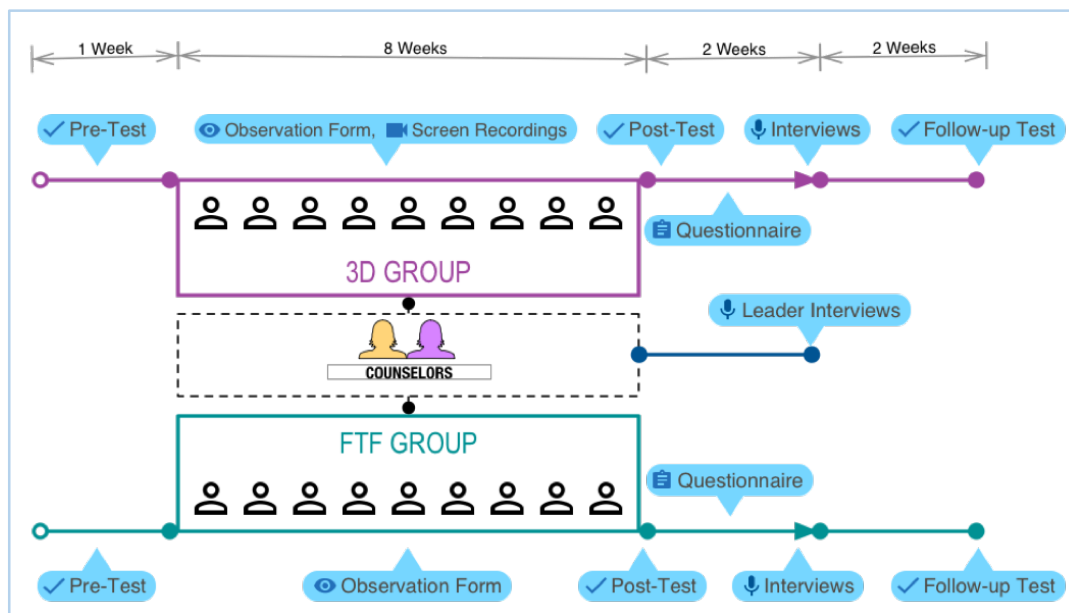 1 Week
8 Weeks
2 Weeks
2 Weeks
Pre-Test
Observation Form, Screen Recordings
Post-Test
Interviews
Follow-up Test
Questionnaire
3D GROUP
Leader Interviews
COUNSELORS
FTF GROUP
Questionnaire
Pre-Test
Observation Form
Post-Test
Interviews
Follow-up Test